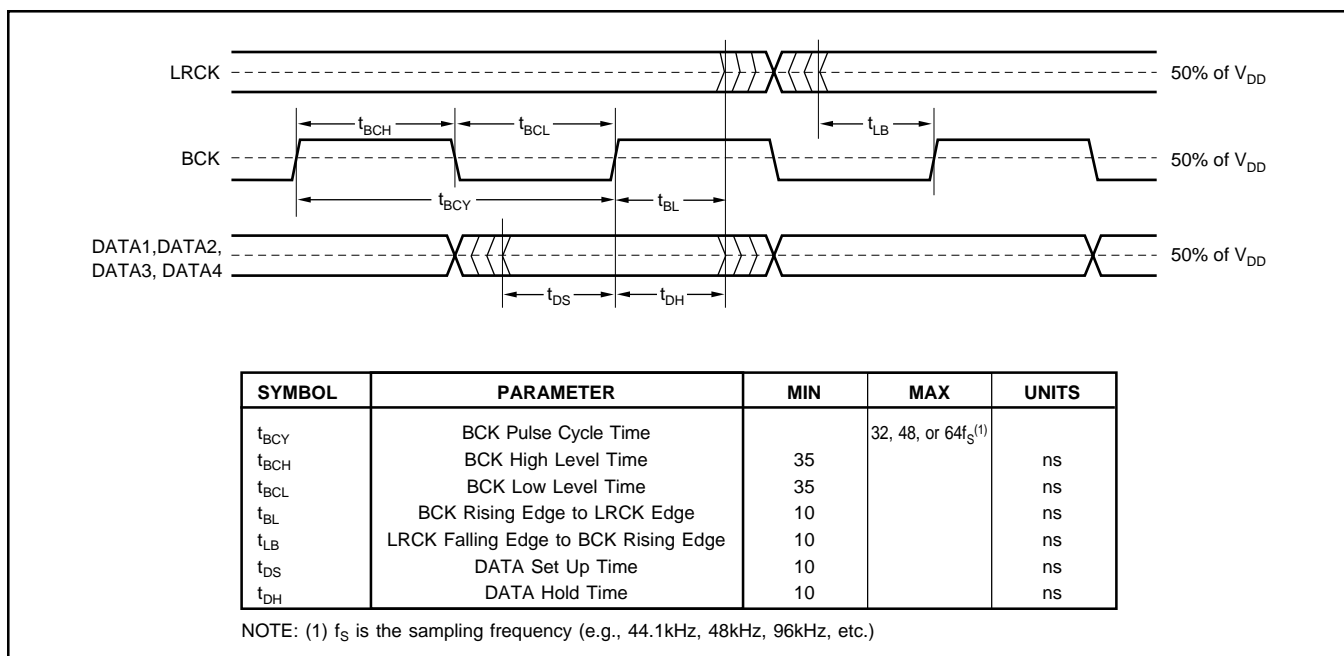 LRCK
50% of VDD
tBCH
tBCL
tLB
BCK
50% of VDD
tBCY
tBL
DATA1,DATA2,
DATA3, DATA4
50% of VDD
tDS
tDH
SYMBOL PARAMETER MIN MAX UNITS
tBCY BCK Pulse Cycle Time 32, 48, or 64fS(1)
tBCH BCK High Level Time 35 ns
tBCL BCK Low Level Time 35 ns
tBL BCK Rising Edge to LRCK Edge 10 ns
tLB LRCK Falling Edge to BCK Rising Edge 10 ns
tDS DATA Set Up Time 10 ns
tDH DATA Hold Time 10 ns
NOTE: (1) fS is the sampling frequency (e.g., 44.1kHz, 48kHz, 96kHz, etc.)